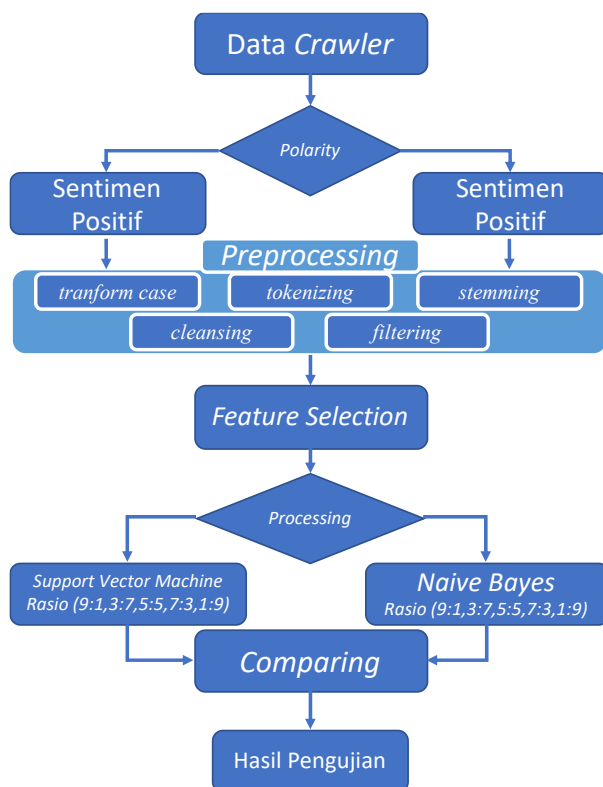 Data Crawler
Polarity
Sentimen
Positif
Sentimen
Positif
Preprocessing
tranform case
tokenizing
stemming
cleansing
filtering
Feature Selection
Processing
Support Vector Machine
Rasio (9:1,3:7,5:5,7:3,1:9)
Naive Bayes
Rasio (9:1,3:7,5:5,7:3,1:9)
Comparing
Hasil Pengujian